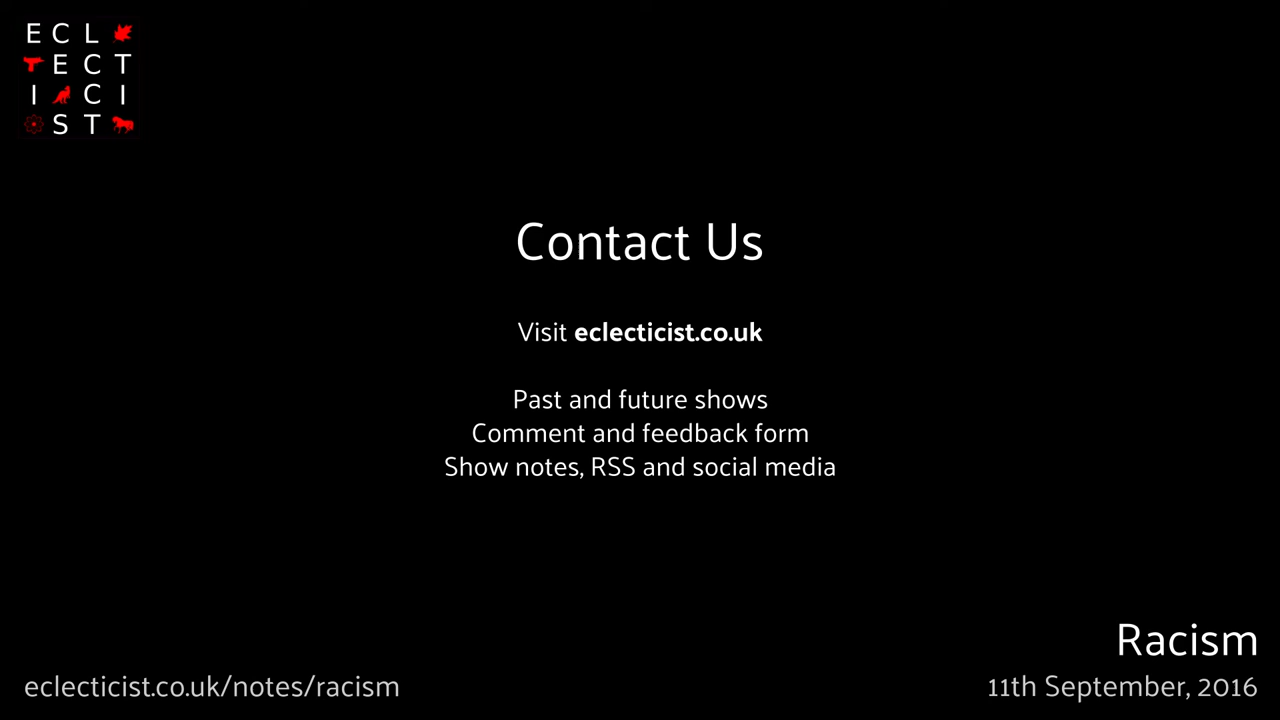 E C L
E C T
I C I
S T
Contact Us
Visit eclecticist.co.uk
Past and future shows
Comment and feedback form
Show notes, RSS and social media
Racism
eclecticist.co.uk/notes/racism
11th September, 2016